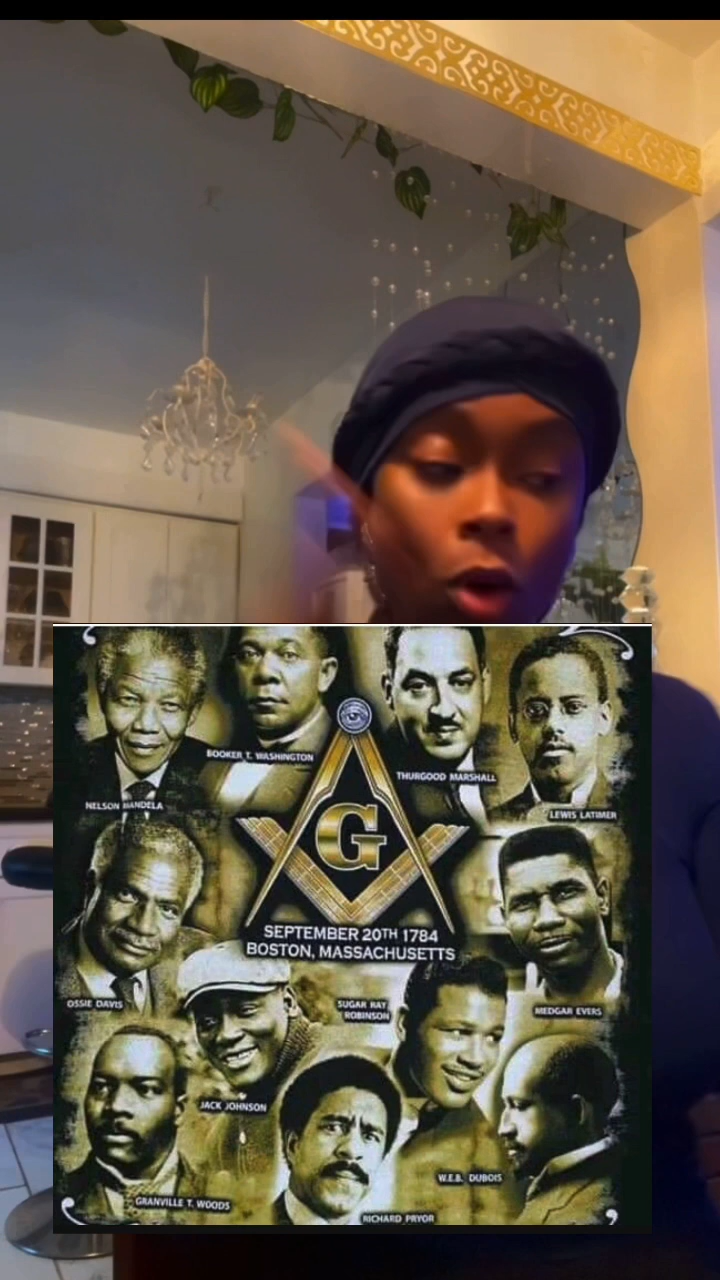 NELSON MANDELA
BOOKER T. WASHINGTON
THURGOOD MARSHALL
LEWIS LATIMER
G
SEPTEMBER 20TH 1784
BOSTON, MASSACHUSETTS
OSSIE DAVIS
SUGAR RAY
ROBINSON
MEDGAR EVERS
JACK JOHNSON
W.E.B. DUBOIS
GRANVILLE T. WOODS
RICHARD PRYOR